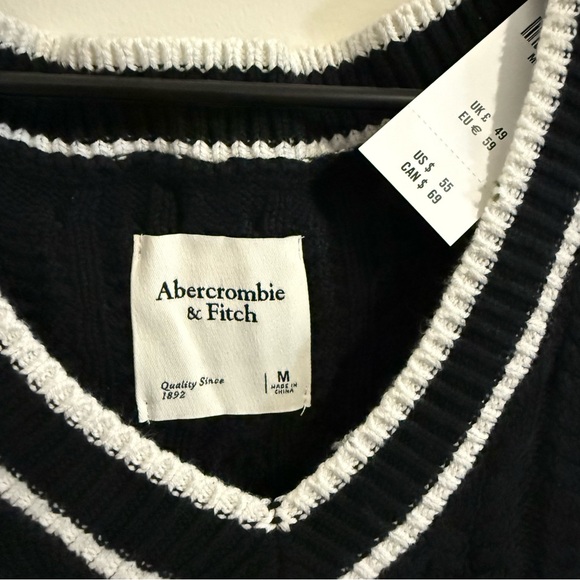 UK £ 49
EU € 59
US $ 55
CAN $ 69
Abercrombie
& Fitch
Quality Since
1892
M
MADE IN
CHINA